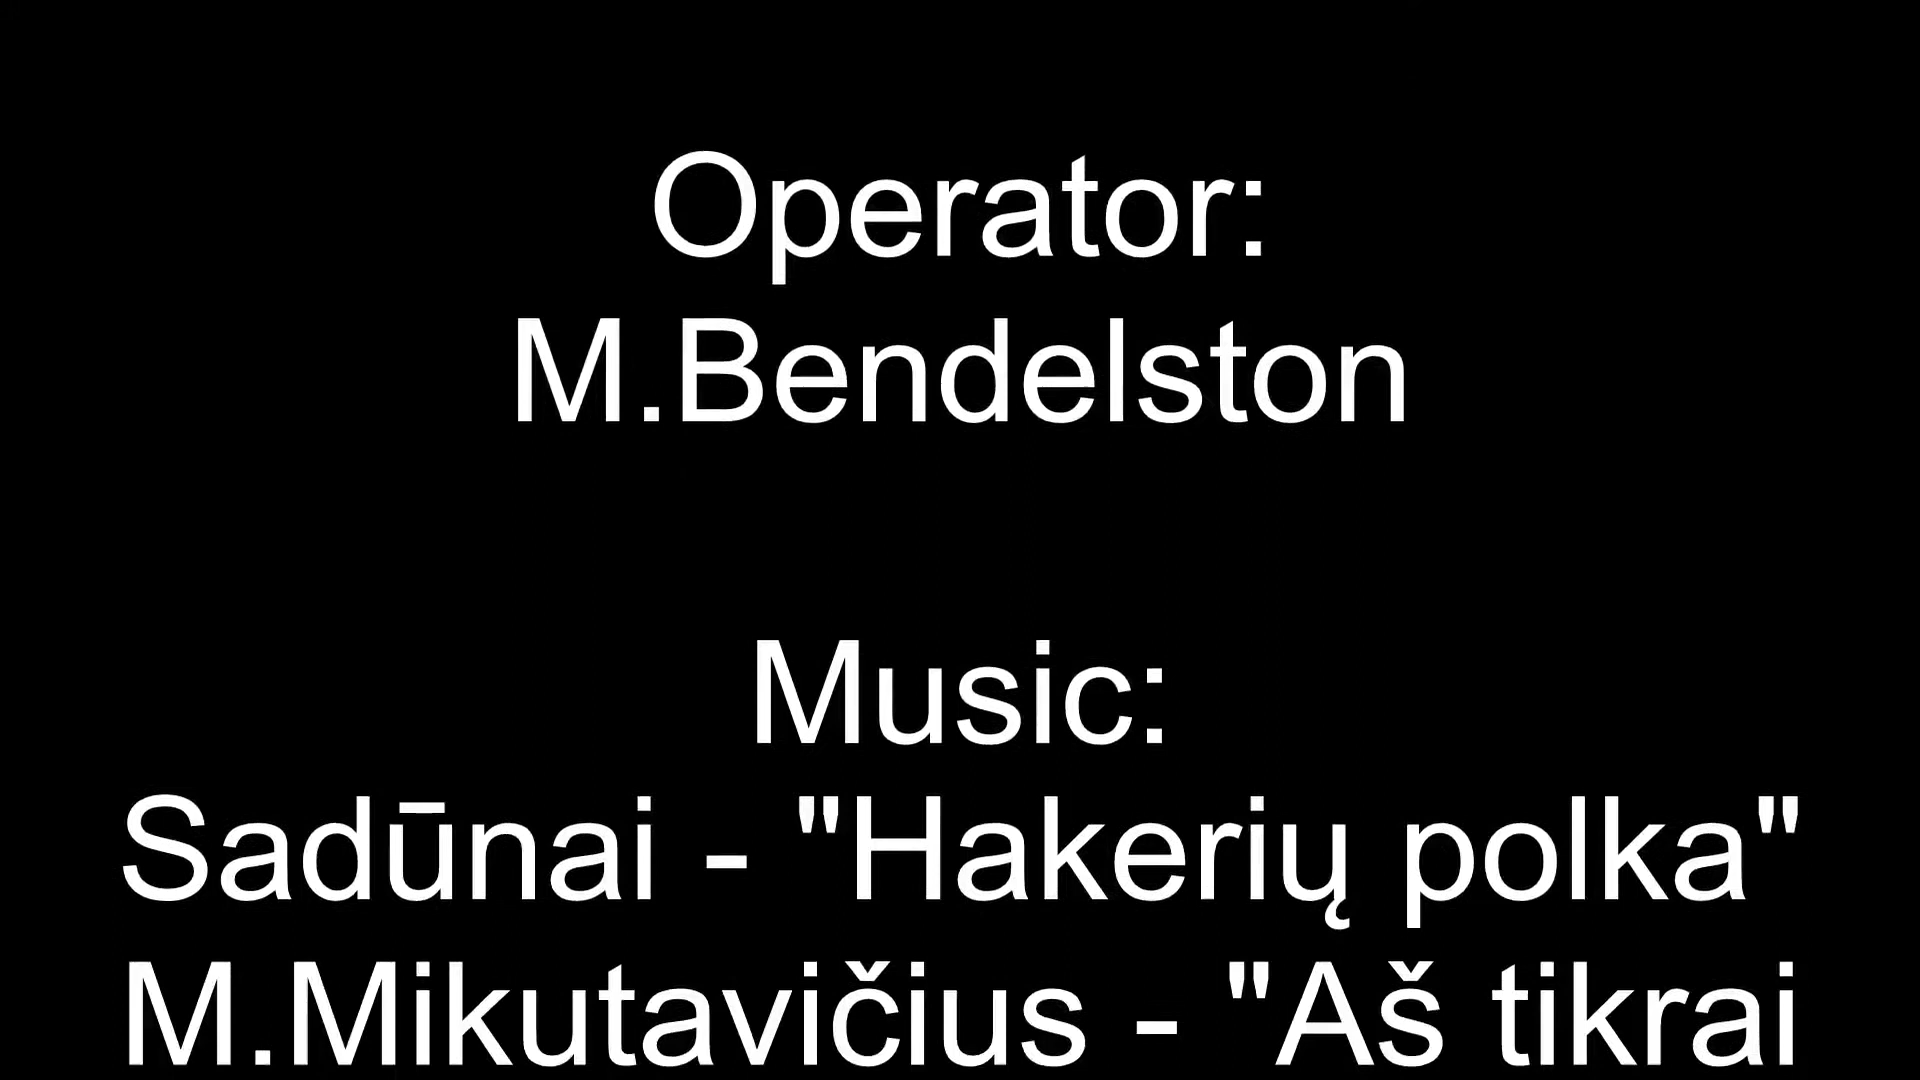 Operator:
M.Bendelston
Music:
Sadūnai - "Hakerių polka"
M.Mikutavičius - "Aš tikrai